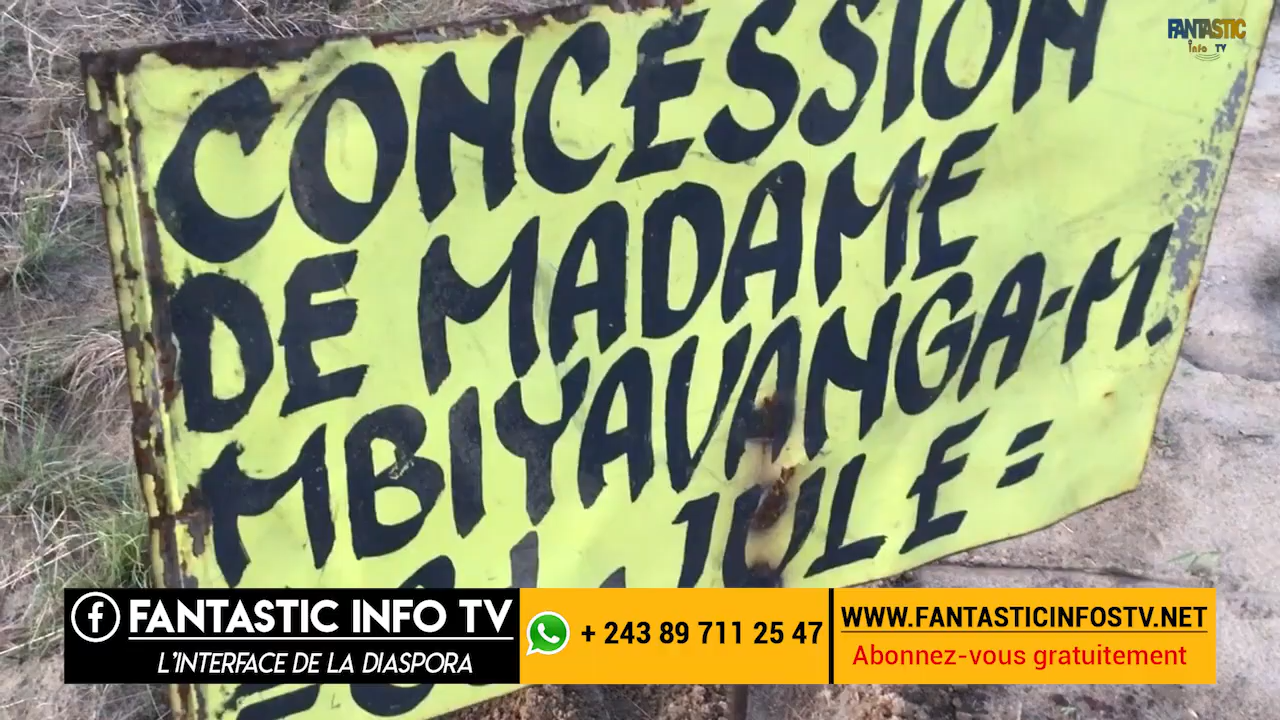 FANTASTIC
Info TV
CONCESSION
DE MADAME
MBIYAVANGA-M.
JULE =
FANTASTIC INFO TV
L'INTERFACE DE LA DIASPORA
+ 243 89 711 25 47
WWW.FANTASTICINFOSTV.NET
Abonnez-vous gratuitement